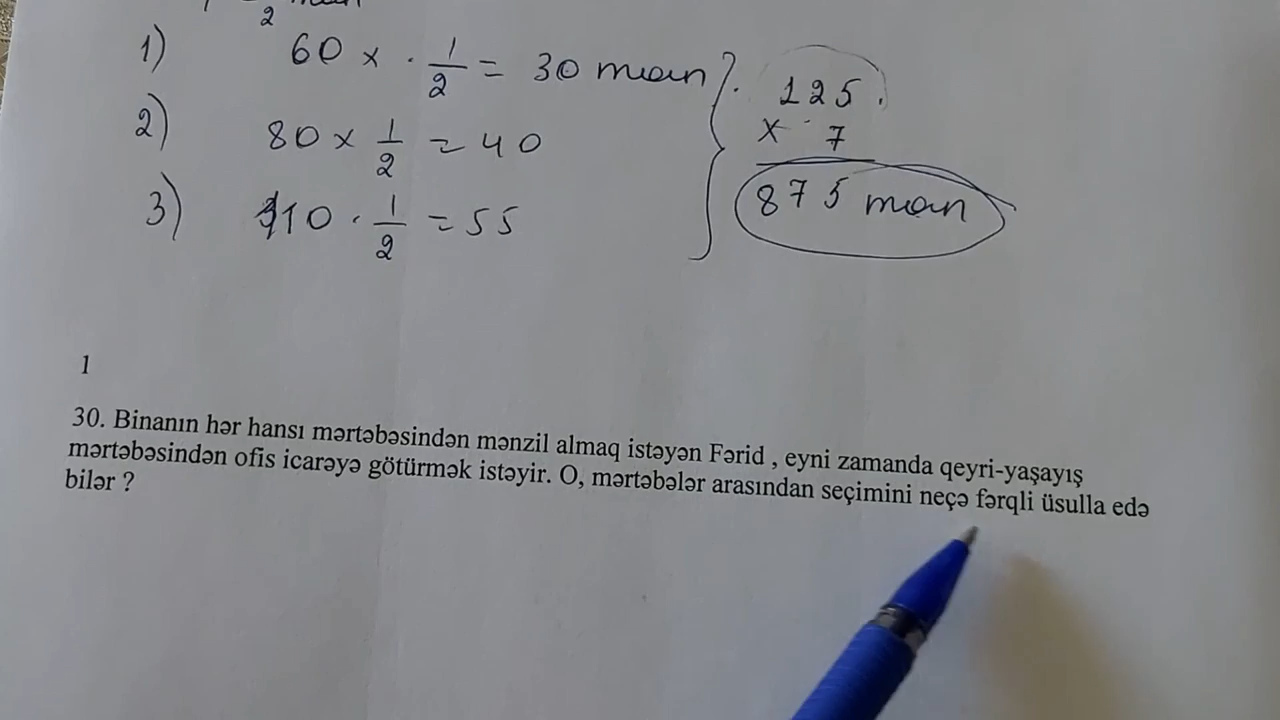 2
1) 60 x · 1/2 = 30 man
2) 80 x 1/2 = 40
3) 110 · 1/2 = 55
125
x 7
875 man
1
30. Binanın hər hansı mərtəbəsindən mənzil almaq istəyən Fərid , eyni zamanda qeyri-yaşayış
mərtəbəsindən ofis icarəyə götürmək istəyir. O, mərtəbələr arasından seçimini neçə fərqli üsulla edə
bilər ?